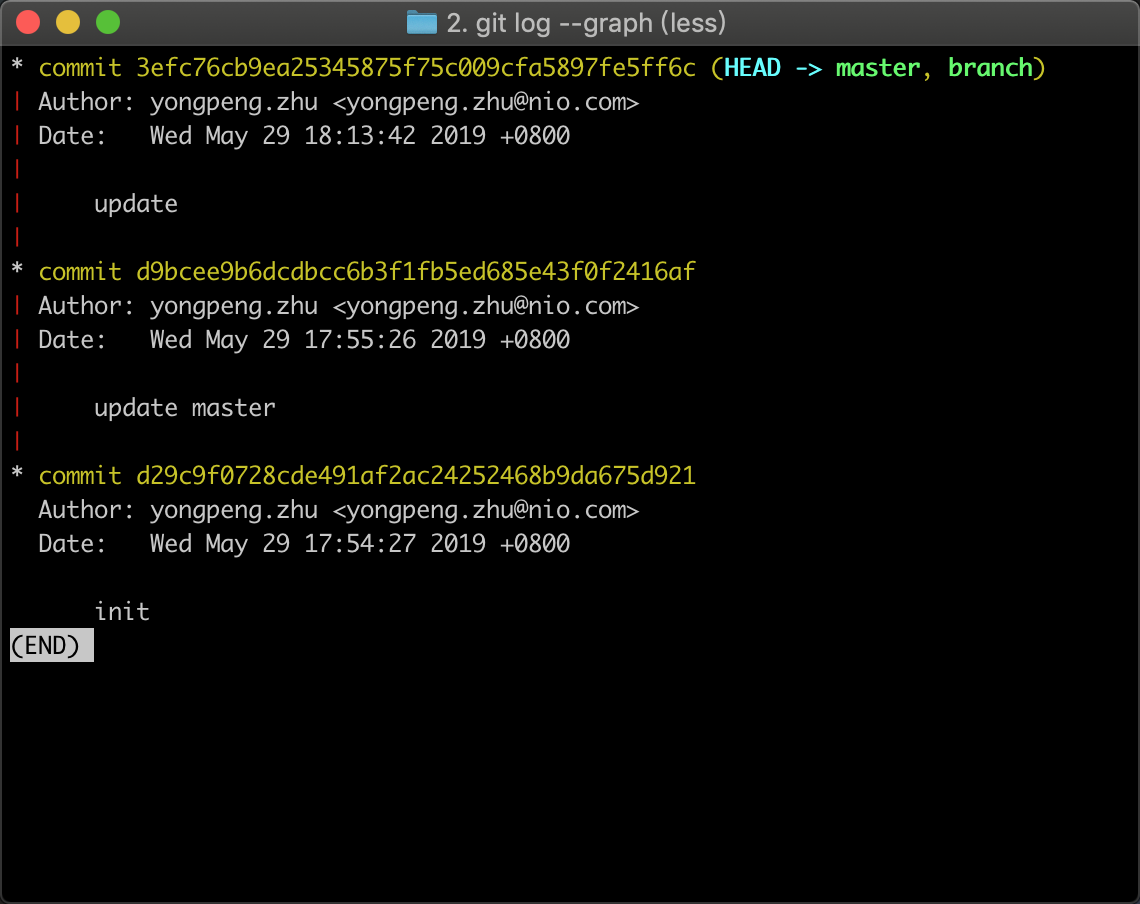 2. git log --graph (less)
* commit 3efc76cb9ea25345875f75c009cfa5897fe5ff6c (HEAD -> master, branch)
| Author: yongpeng.zhu <yongpeng.zhu@nio.com>
| Date:   Wed May 29 18:13:42 2019 +0800
|
|     update
|
* commit d9bcee9b6dcdbcc6b3f1fb5ed685e43f0f2416af
| Author: yongpeng.zhu <yongpeng.zhu@nio.com>
| Date:   Wed May 29 17:55:26 2019 +0800
|
|     update master
|
* commit d29c9f0728cde491af2ac24252468b9da675d921
  Author: yongpeng.zhu <yongpeng.zhu@nio.com>
  Date:   Wed May 29 17:54:27 2019 +0800

      init
(END)